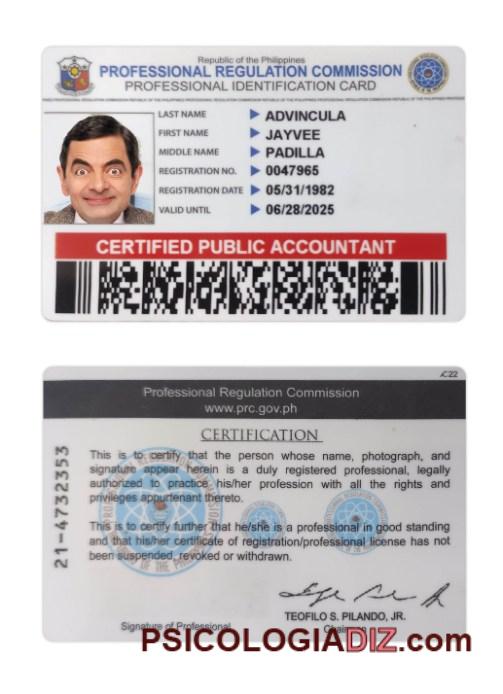 Republic of the Philippines
PROFESSIONAL REGULATION COMMISSION
PROFESSIONAL IDENTIFICATION CARD
LAST NAME ADVINCULA
FIRST NAME JAYVEE
MIDDLE NAME PADILLA
REGISTRATION NO. 0047965
REGISTRATION DATE 05/31/1982
VALID UNTIL 06/28/2025
CERTIFIED PUBLIC ACCOUNTANT
Professional Regulation Commission
www.prc.gov.ph
CERTIFICATION
This is to certify that the person whose name, photograph, and
signature appear herein is a duly registered professional, legally
authorized to practice his/her profession with all the rights and
privileges appurtenant thereto.
This is to certify further that he/she is a professional in good standing
and that his/her certificate of registration/professional license has not
been suspended, revoked or withdrawn.
21-4732353
TEOFILO S. PILANDO, JR.
Signature of Professional
Chairman
PSICOLOGIADIZ.com